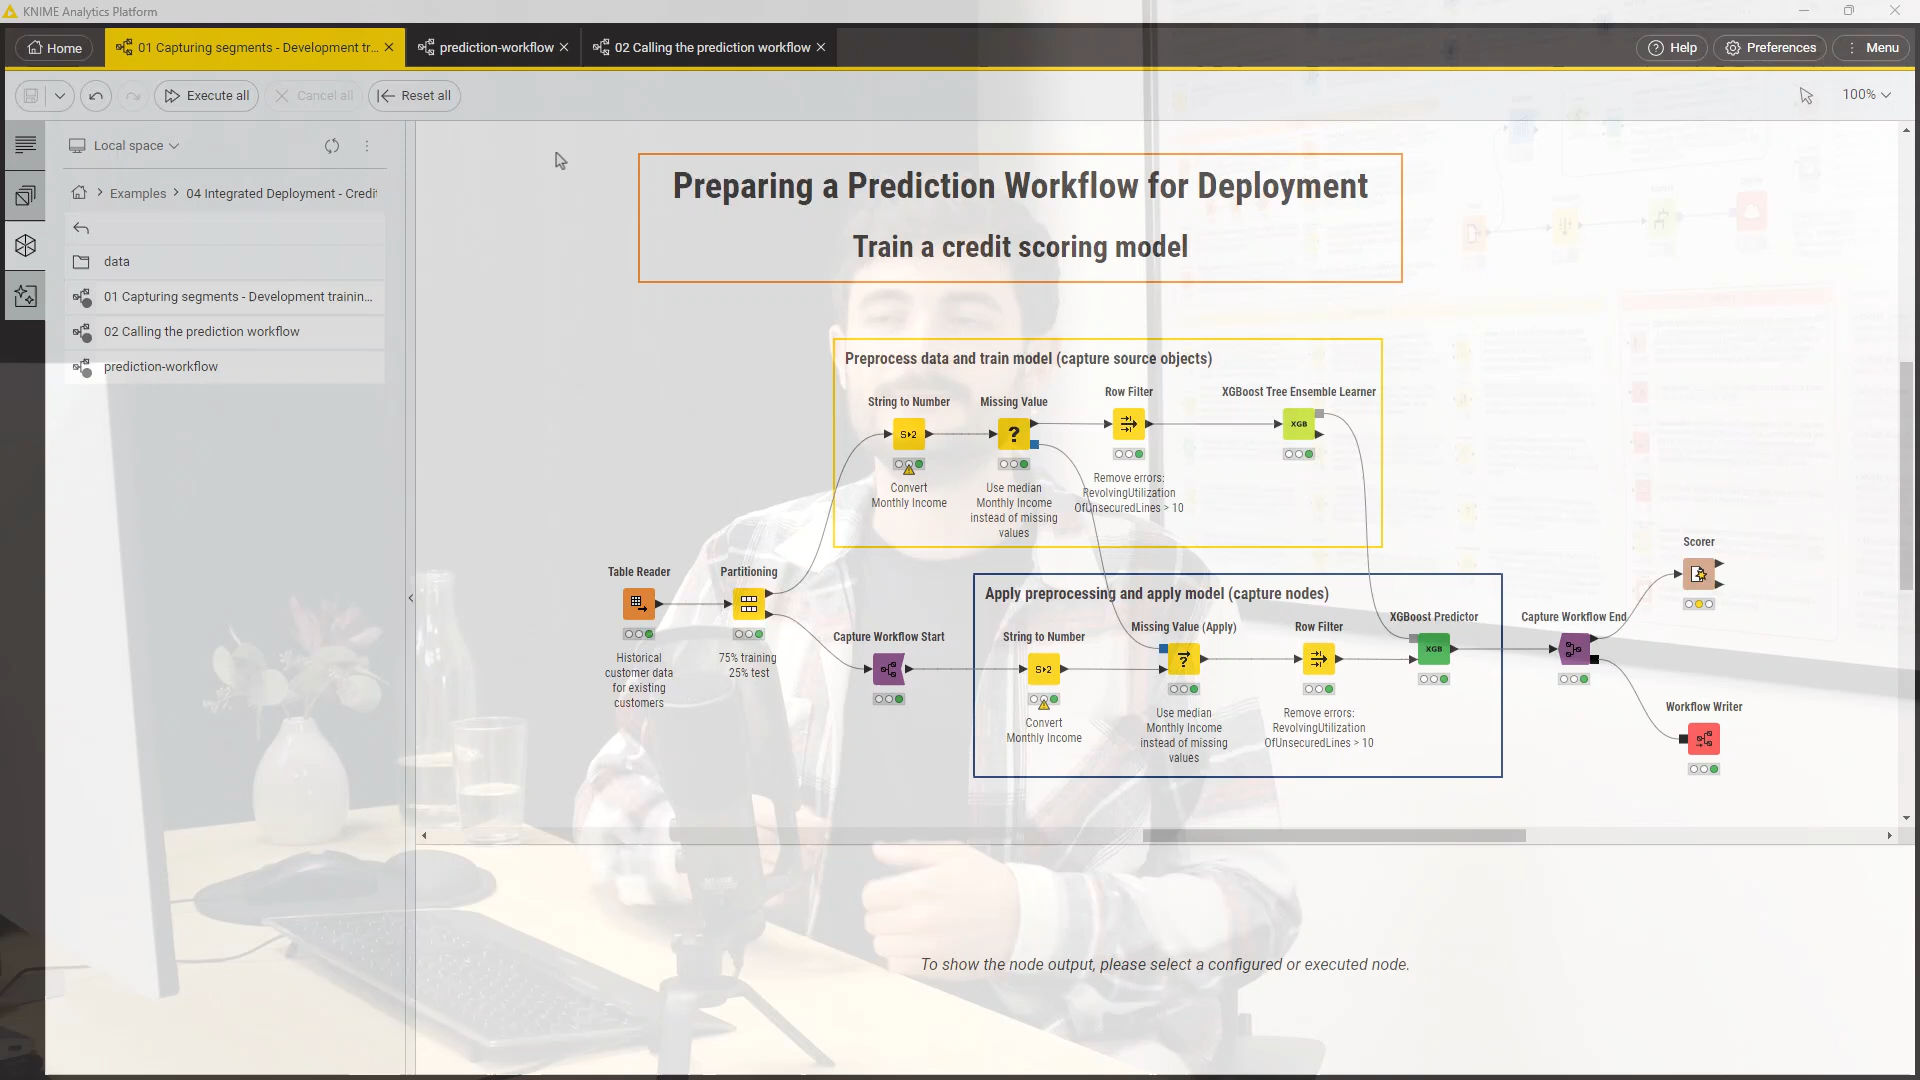 KNIME Analytics Platform
Home
01 Capturing segments - Development tr...
prediction-workflow
02 Calling the prediction workflow
Help
Preferences
Menu
Execute all
Cancel all
Reset all
100%
Local space
Examples
04 Integrated Deployment - Credit
data
01 Capturing segments - Development trainin...
02 Calling the prediction workflow
prediction-workflow
Preparing a Prediction Workflow for Deployment
Train a credit scoring model
Preprocess data and train model (capture source objects)
String to Number
S▸2
Convert
Monthly Income
Missing Value
?
Use median
Monthly Income
instead of missing
values
Row Filter
Remove errors:
RevolvingUtilization
OfUnsecuredLines > 10
XGBoost Tree Ensemble Learner
XGB
Table Reader
Historical
customer data
for existing
customers
Partitioning
75% training
25% test
Capture Workflow Start
Apply preprocessing and apply model (capture nodes)
String to Number
S▸2
Convert
Monthly Income
Missing Value (Apply)
?
Use median
Monthly Income
instead of missing
values
Row Filter
Remove errors:
RevolvingUtilization
OfUnsecuredLines > 10
XGBoost Predictor
XGB
Capture Workflow End
Scorer
Workflow Writer
To show the node output, please select a configured or executed node.